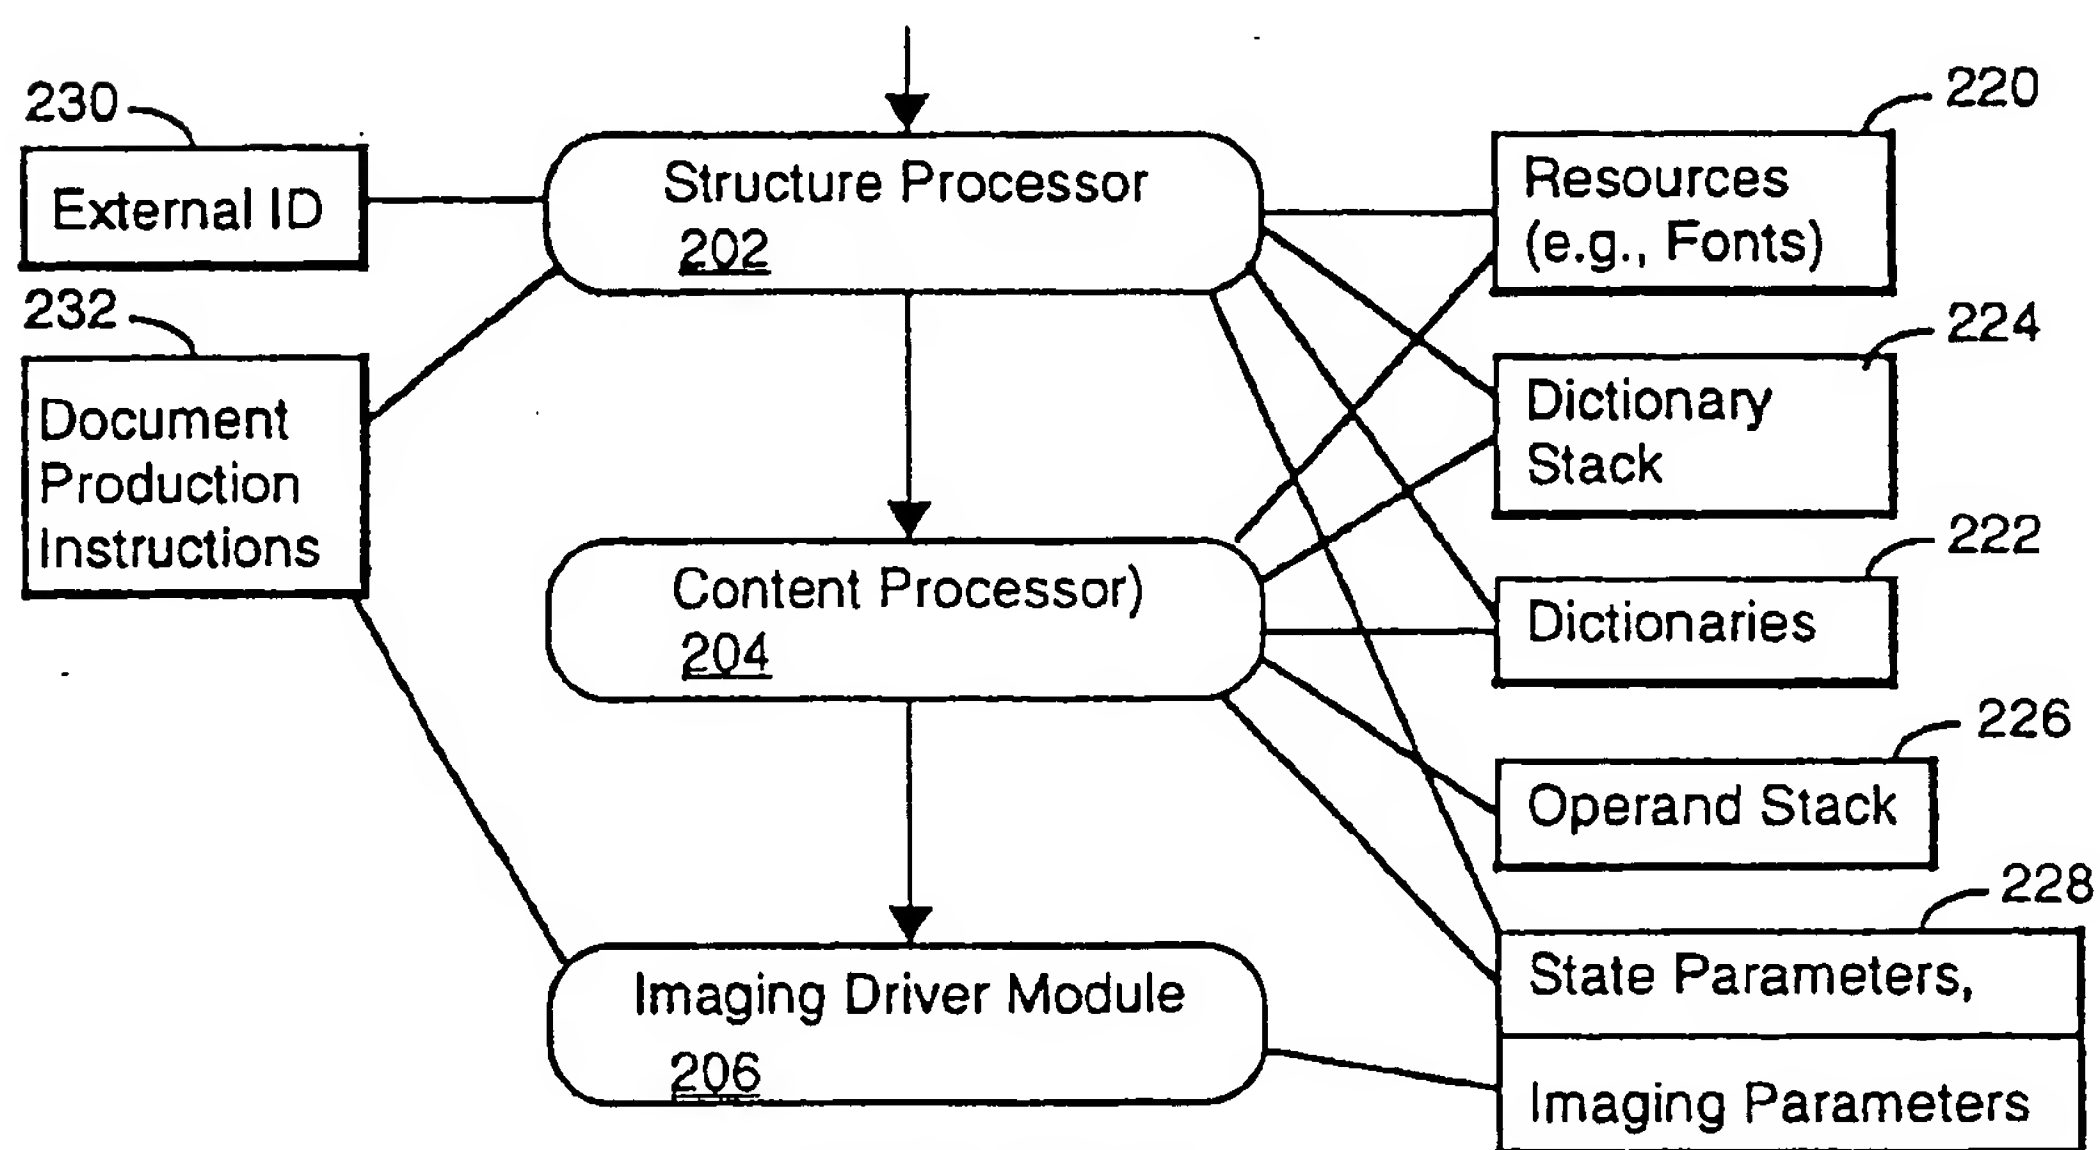 230
External ID
232
Document
Production
Instructions
Structure Processor
202
Content Processor)
204
Imaging Driver Module
206
220
Resources
(e.g., Fonts)
224
Dictionary
Stack
222
Dictionaries
226
Operand Stack
228
State Parameters,
Imaging Parameters